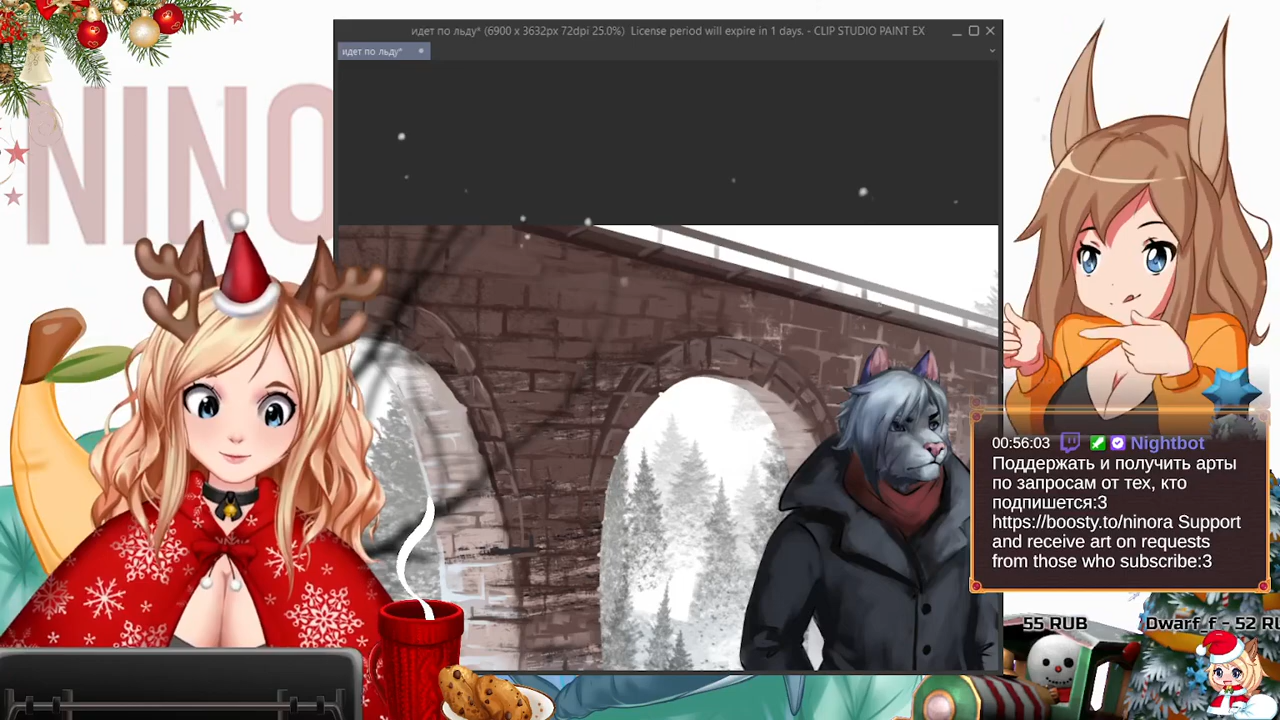 идет по льду* (6900 x 3632px 72dpi 25.0%) License period will expire in 1 days. - CLIP STUDIO PAINT EX
идет по льду*
NINO
00:56:03 Nightbot
Поддержать и получить арты
по запросам от тех, кто
подпишется:3
https://boosty.to/ninora Support
and receive art on requests
from those who subscribe:3
55 RUB
Dwarf_f - 52 RU